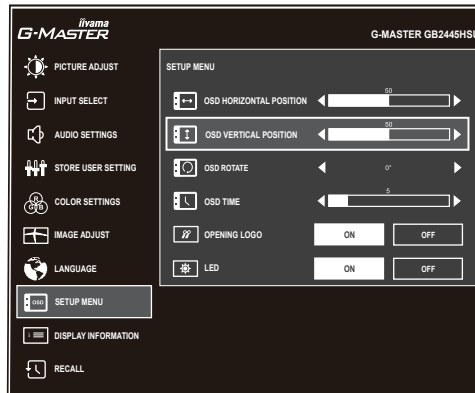 iiyama
G-MASTER
G-MASTER GB2445HSU
PICTURE ADJUST
INPUT SELECT
AUDIO SETTINGS
STORE USER SETTING
R G B COLOR SETTINGS
IMAGE ADJUST
LANGUAGE
OSD SETUP MENU
i DISPLAY INFORMATION
RECALL
SETUP MENU
OSD HORIZONTAL POSITION 50
OSD VERTICAL POSITION 50
OSD ROTATE 0°
OSD TIME 5
OPENING LOGO ON OFF
LED ON OFF